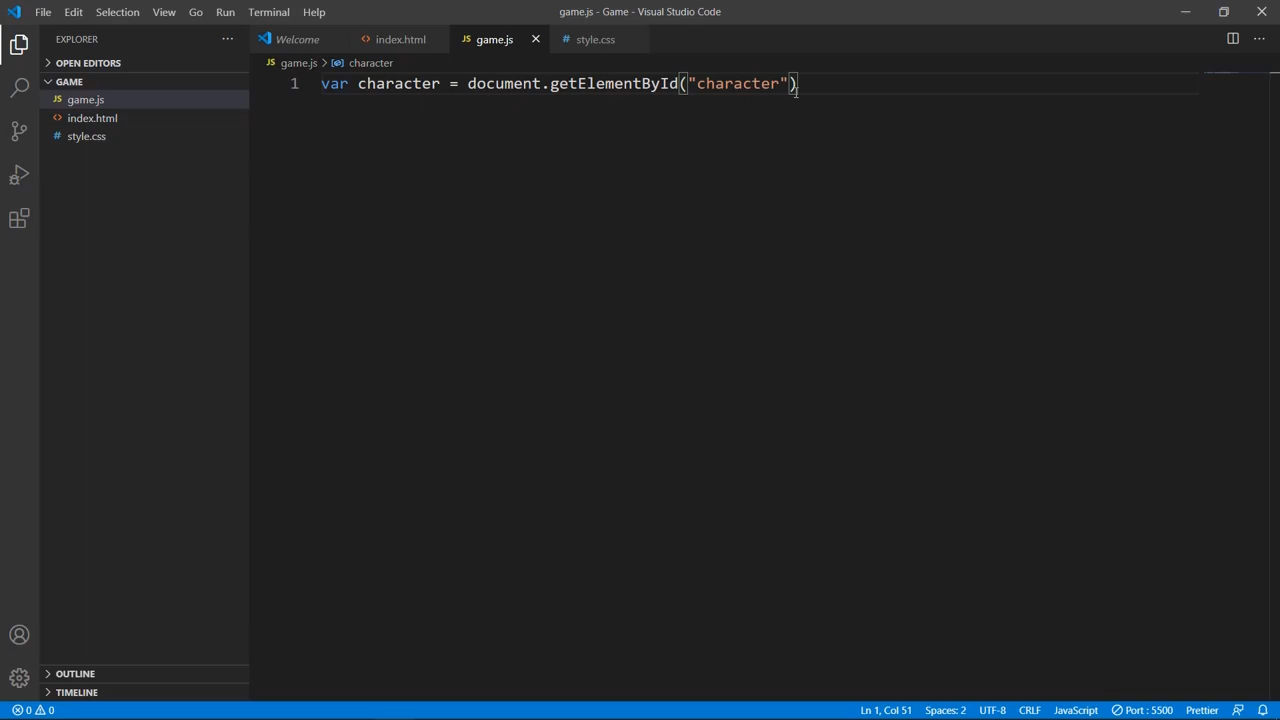 File Edit Selection View Go Run Terminal Help
game.js - Game - Visual Studio Code
EXPLORER
Welcome
index.html
JS game.js
# style.css
OPEN EDITORS
GAME
JS game.js
index.html
# style.css
JS game.js > character
1 var character = document.getElementById("character")
OUTLINE
TIMELINE
0 0
Ln 1, Col 51 Spaces: 2 UTF-8 CRLF JavaScript Port : 5500 Prettier